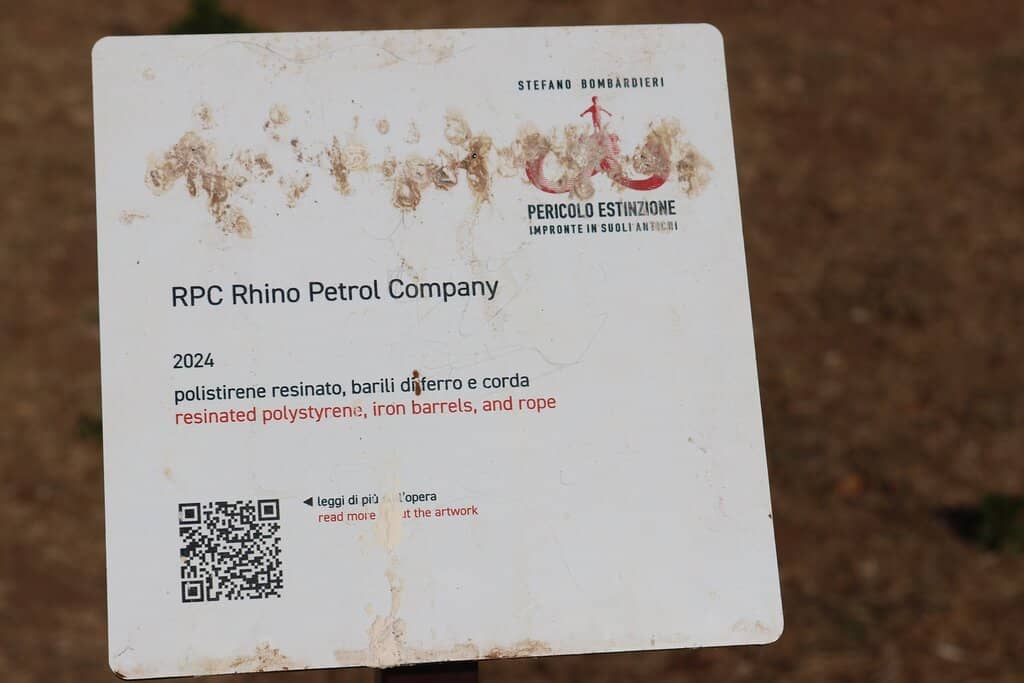 STEFANO BOMBARDIERI
PERICOLO ESTINZIONE
IMPRONTE IN SUOLI ANTICHI
RPC Rhino Petrol Company
2024
polistirene resinato, barili di ferro e corda
resinated polystyrene, iron barrels, and rope
leggi di più l'opera
read more the artwork